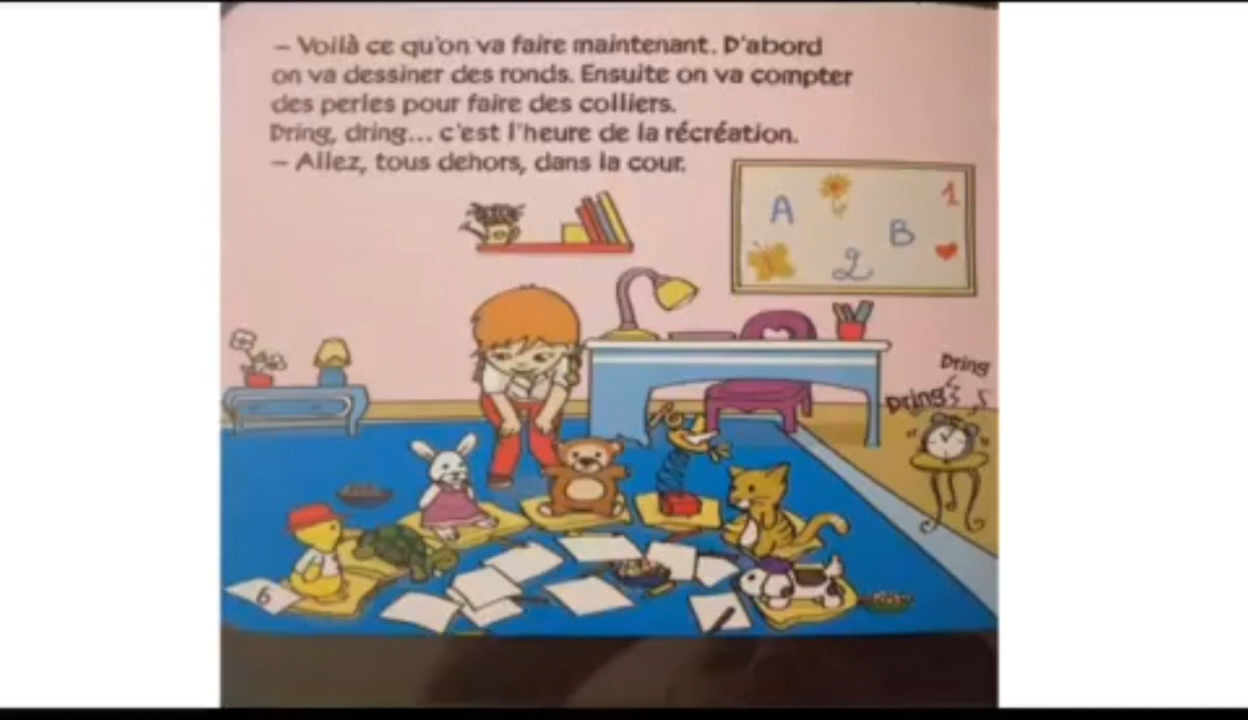 – Voilà ce qu'on va faire maintenant. D'abord
on va dessiner des ronds. Ensuite on va compter
des perles pour faire des colliers.
Dring, dring... c'est l'heure de la récréation.
– Allez, tous dehors, dans la cour.
A
1
B
2
Dring
Dring
6